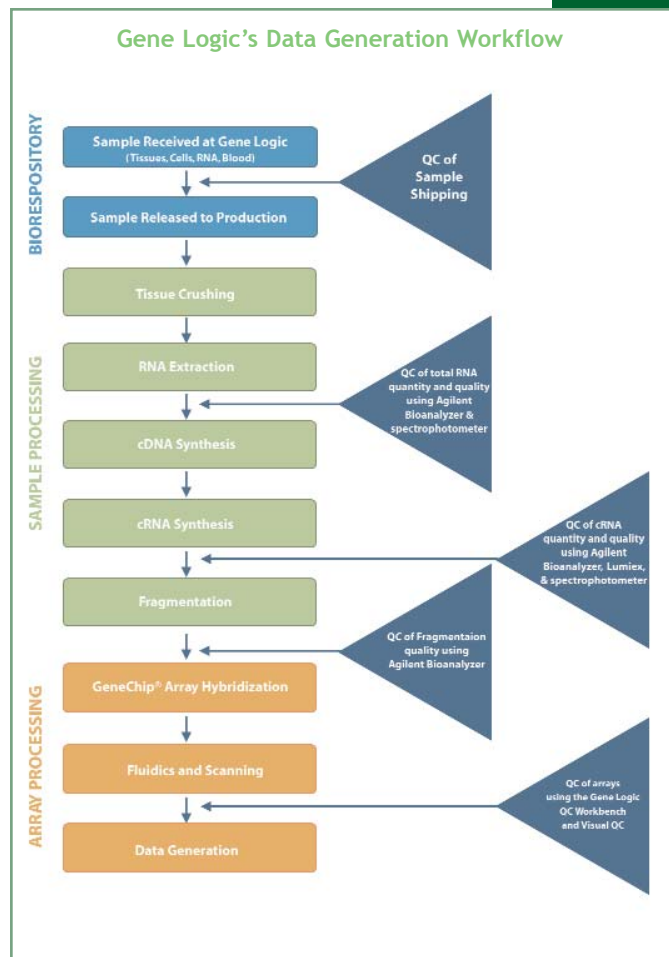 Gene Logic's Data Generation Workflow
BIORESPOSITORY
Sample Received at Gene Logic
(Tissues, Cells, RNA, Blood)
QC of
Sample
Shipping
Sample Released to Production
SAMPLE PROCESSING
Tissue Crushing
RNA Extraction
QC of total RNA
quantity and quality
using Agilent
Bioanalyzer &
spectrophotometer
cDNA Synthesis
cRNA Synthesis
QC of cRNA
quantity and quality
using Agilent
Bioanalyzer, Lumiex,
& spectrophotometer
Fragmentation
QC of Fragmentaion
quality using
Agilent Bioanalyzer
ARRAY PROCESSING
GeneChip® Array Hybridization
Fluidics and Scanning
QC of arrays
using the Gene Logic
QC Workbench
and Visual QC
Data Generation